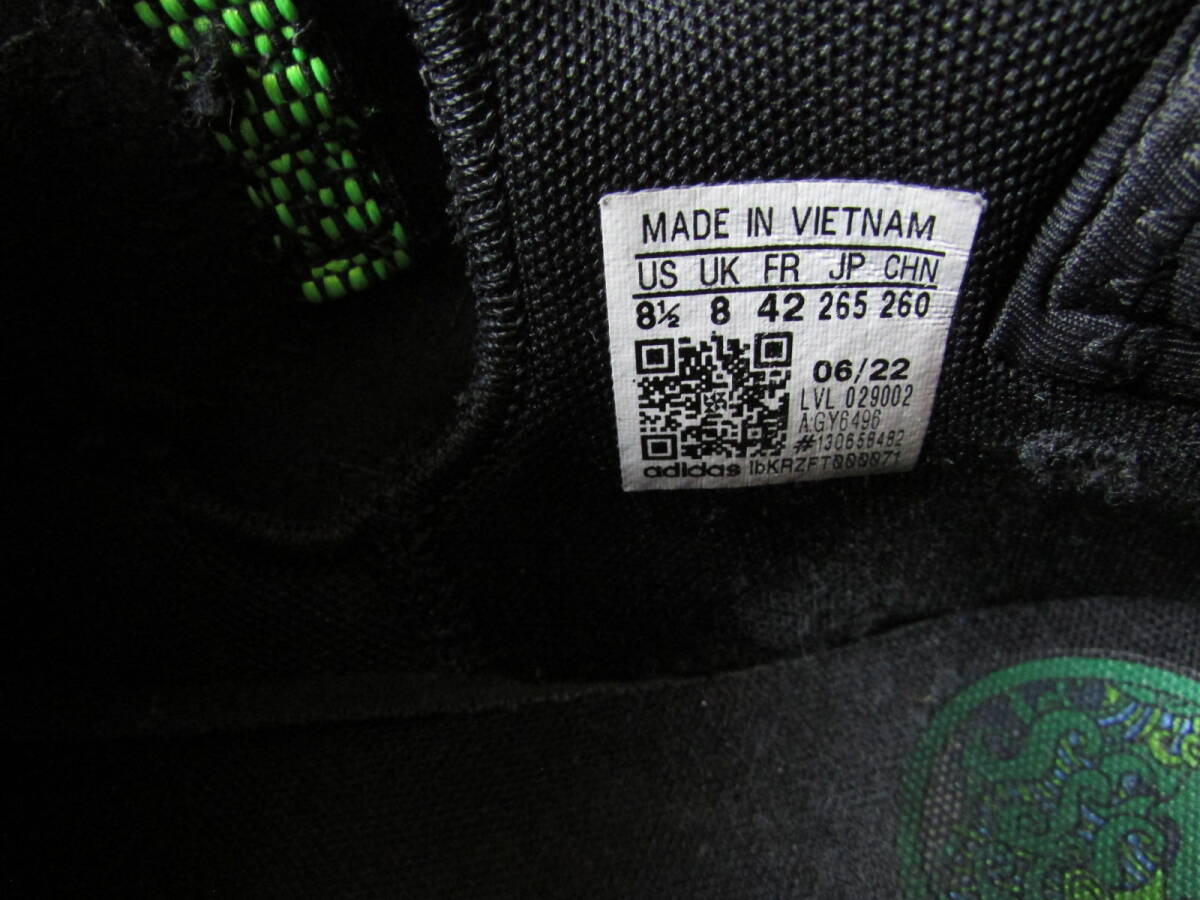 MADE IN VIETNAM
US UK FR JP CHN
8½ 8 42 265 260
06/22
LVL 029002
A:GY6496
#130658482
adidas IbKRZFT000071